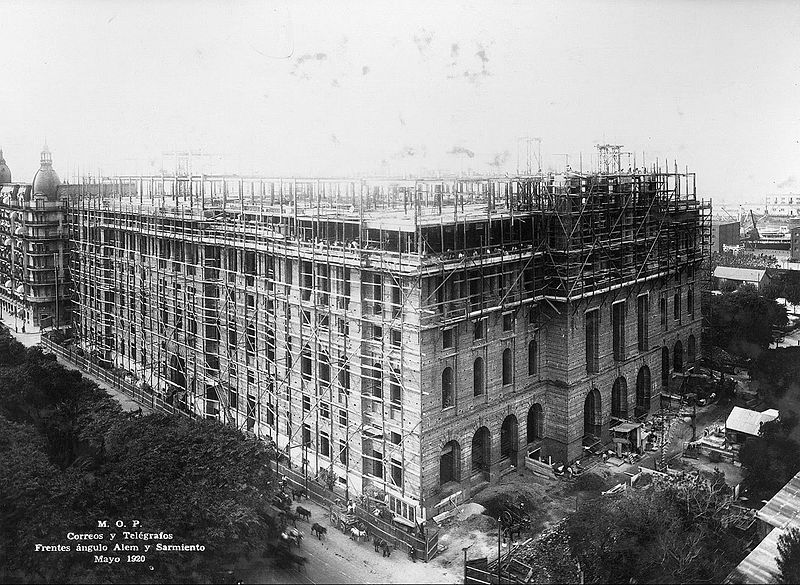 M. O. P.
Correos y Telégrafos
Frentes ángulo Alem y Sarmiento
Mayo 1920